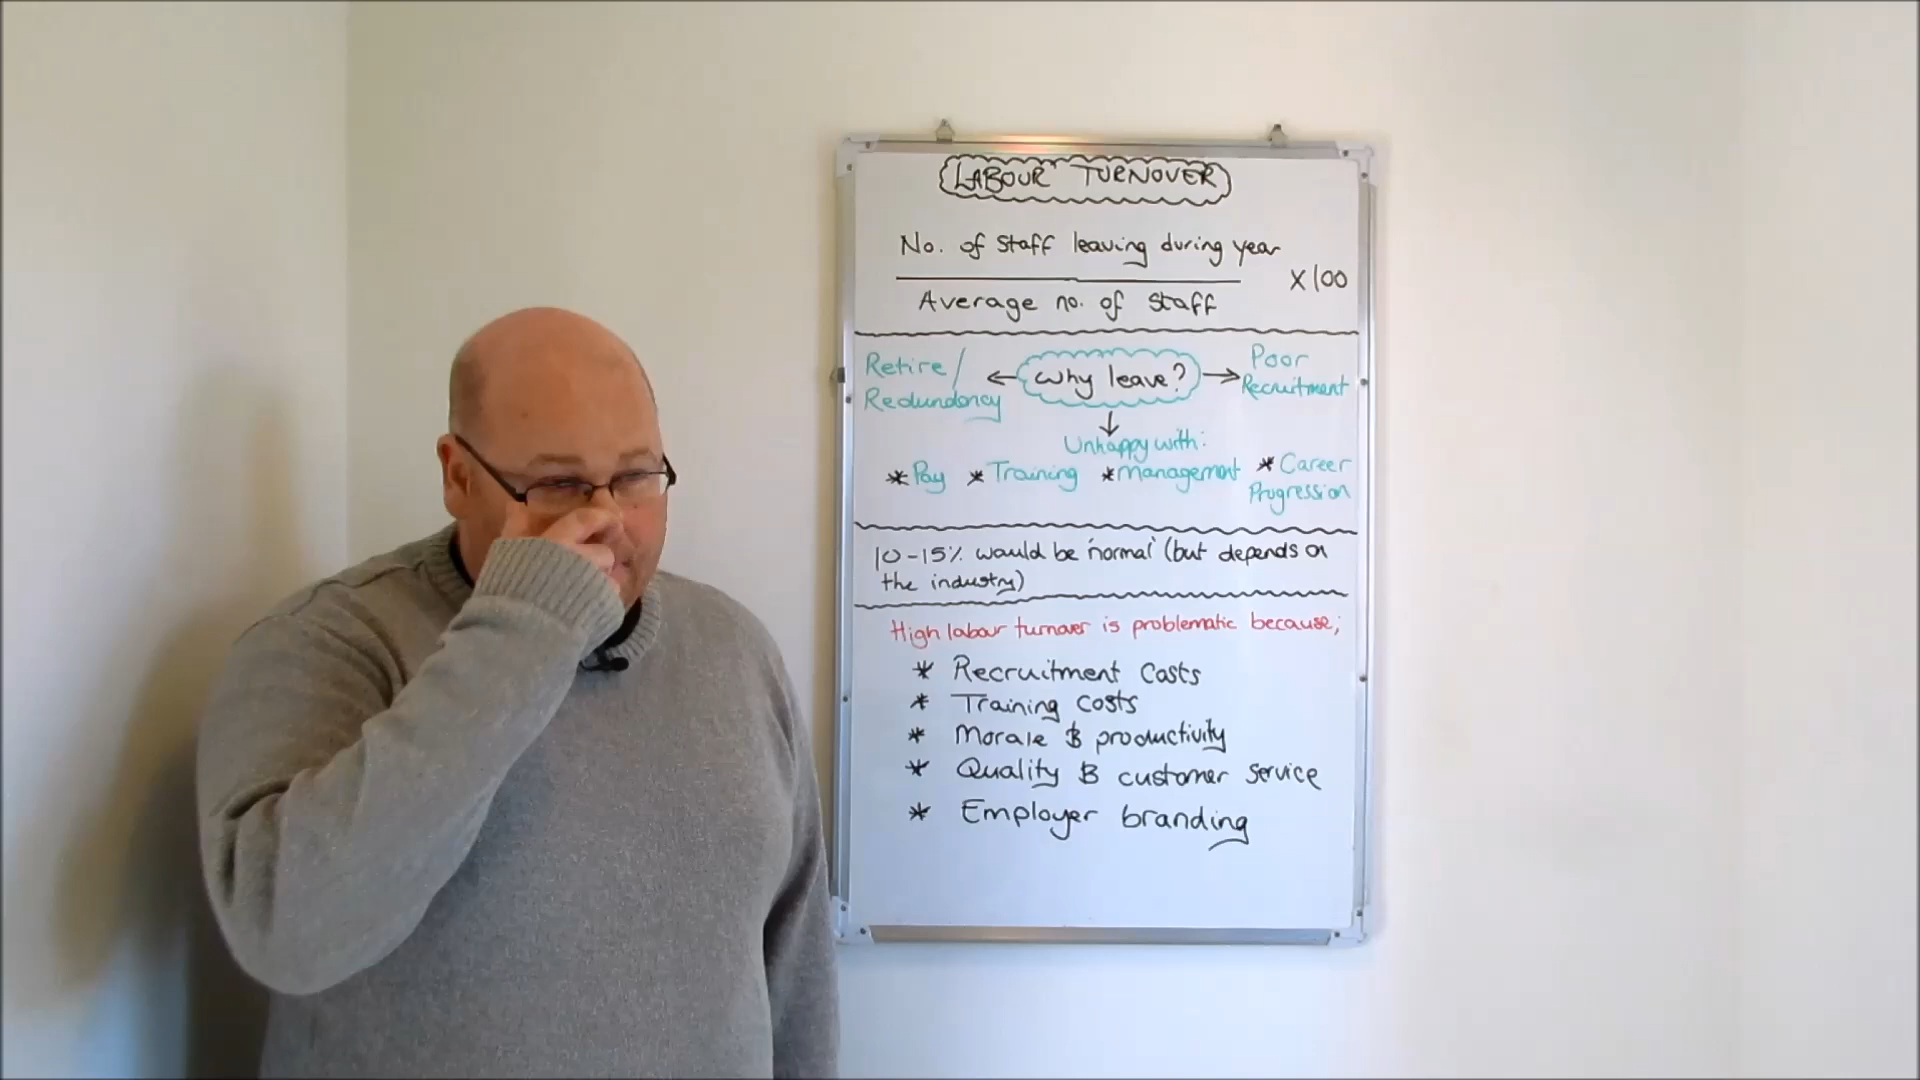 LABOUR TURNOVER
No. of staff leaving during year
X100
Average no. of staff
Retire/
Redundancy
Why leave?
Poor
Recruitment
Unhappy with:
* Pay * Training * Management * Career
Progression
10-15% would be 'normal' (but depends on
the industry)
High labour turnover is problematic because;
* Recruitment Costs
* Training costs
* Morale & productivity
* Quality & customer service
* Employer branding